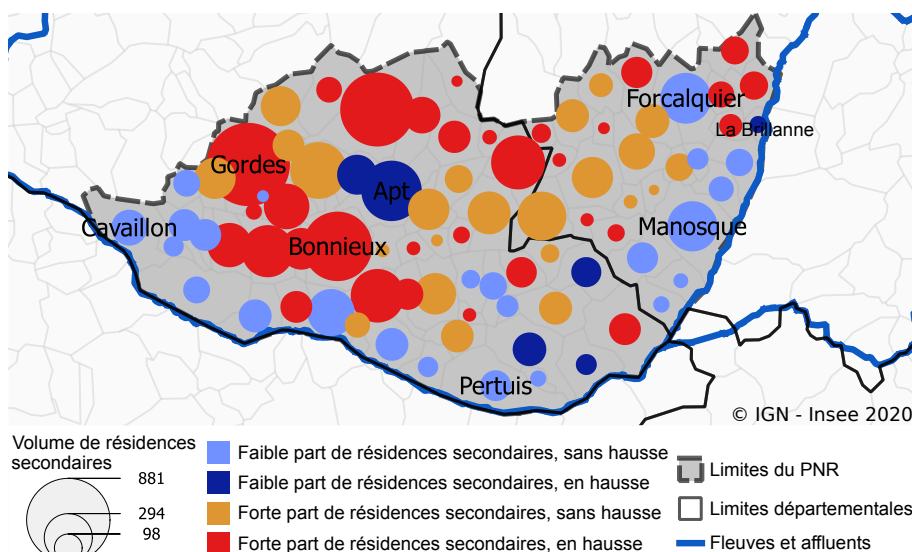 Forcalquier
La Brillanne
Gordes
Apt
Cavaillon
Bonnieux
Manosque
Pertuis
© IGN - Insee 2020
Volume de résidences
secondaires
881
294
98
Faible part de résidences secondaires, sans hausse
Faible part de résidences secondaires, en hausse
Forte part de résidences secondaires, sans hausse
Forte part de résidences secondaires, en hausse
Limites du PNR
Limites départementales
Fleuves et affluents